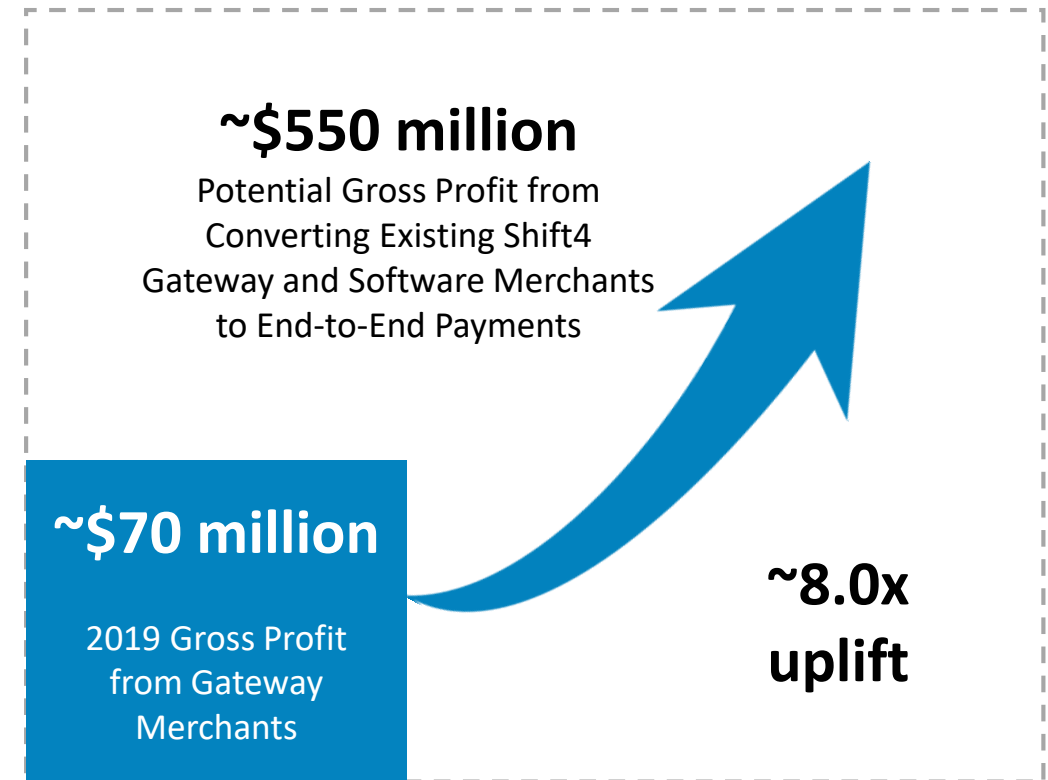 ~$550 million
Potential Gross Profit from
Converting Existing Shift4
Gateway and Software Merchants
to End-to-End Payments
~$70 million
2019 Gross Profit
from Gateway
Merchants
~8.0x
uplift